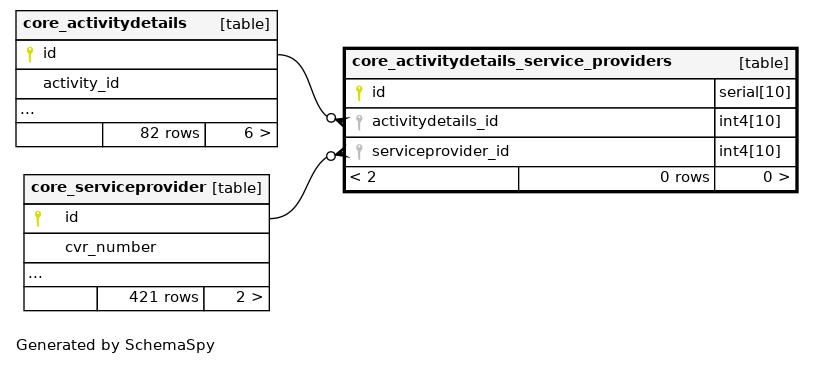 core_activitydetails [table]
id
activity_id
...
82 rows 6 >
core_activitydetails_service_providers [table]
id serial[10]
activitydetails_id int4[10]
serviceprovider_id int4[10]
< 2 0 rows 0 >
core_serviceprovider [table]
id
cvr_number
...
421 rows 2 >
Generated by SchemaSpy